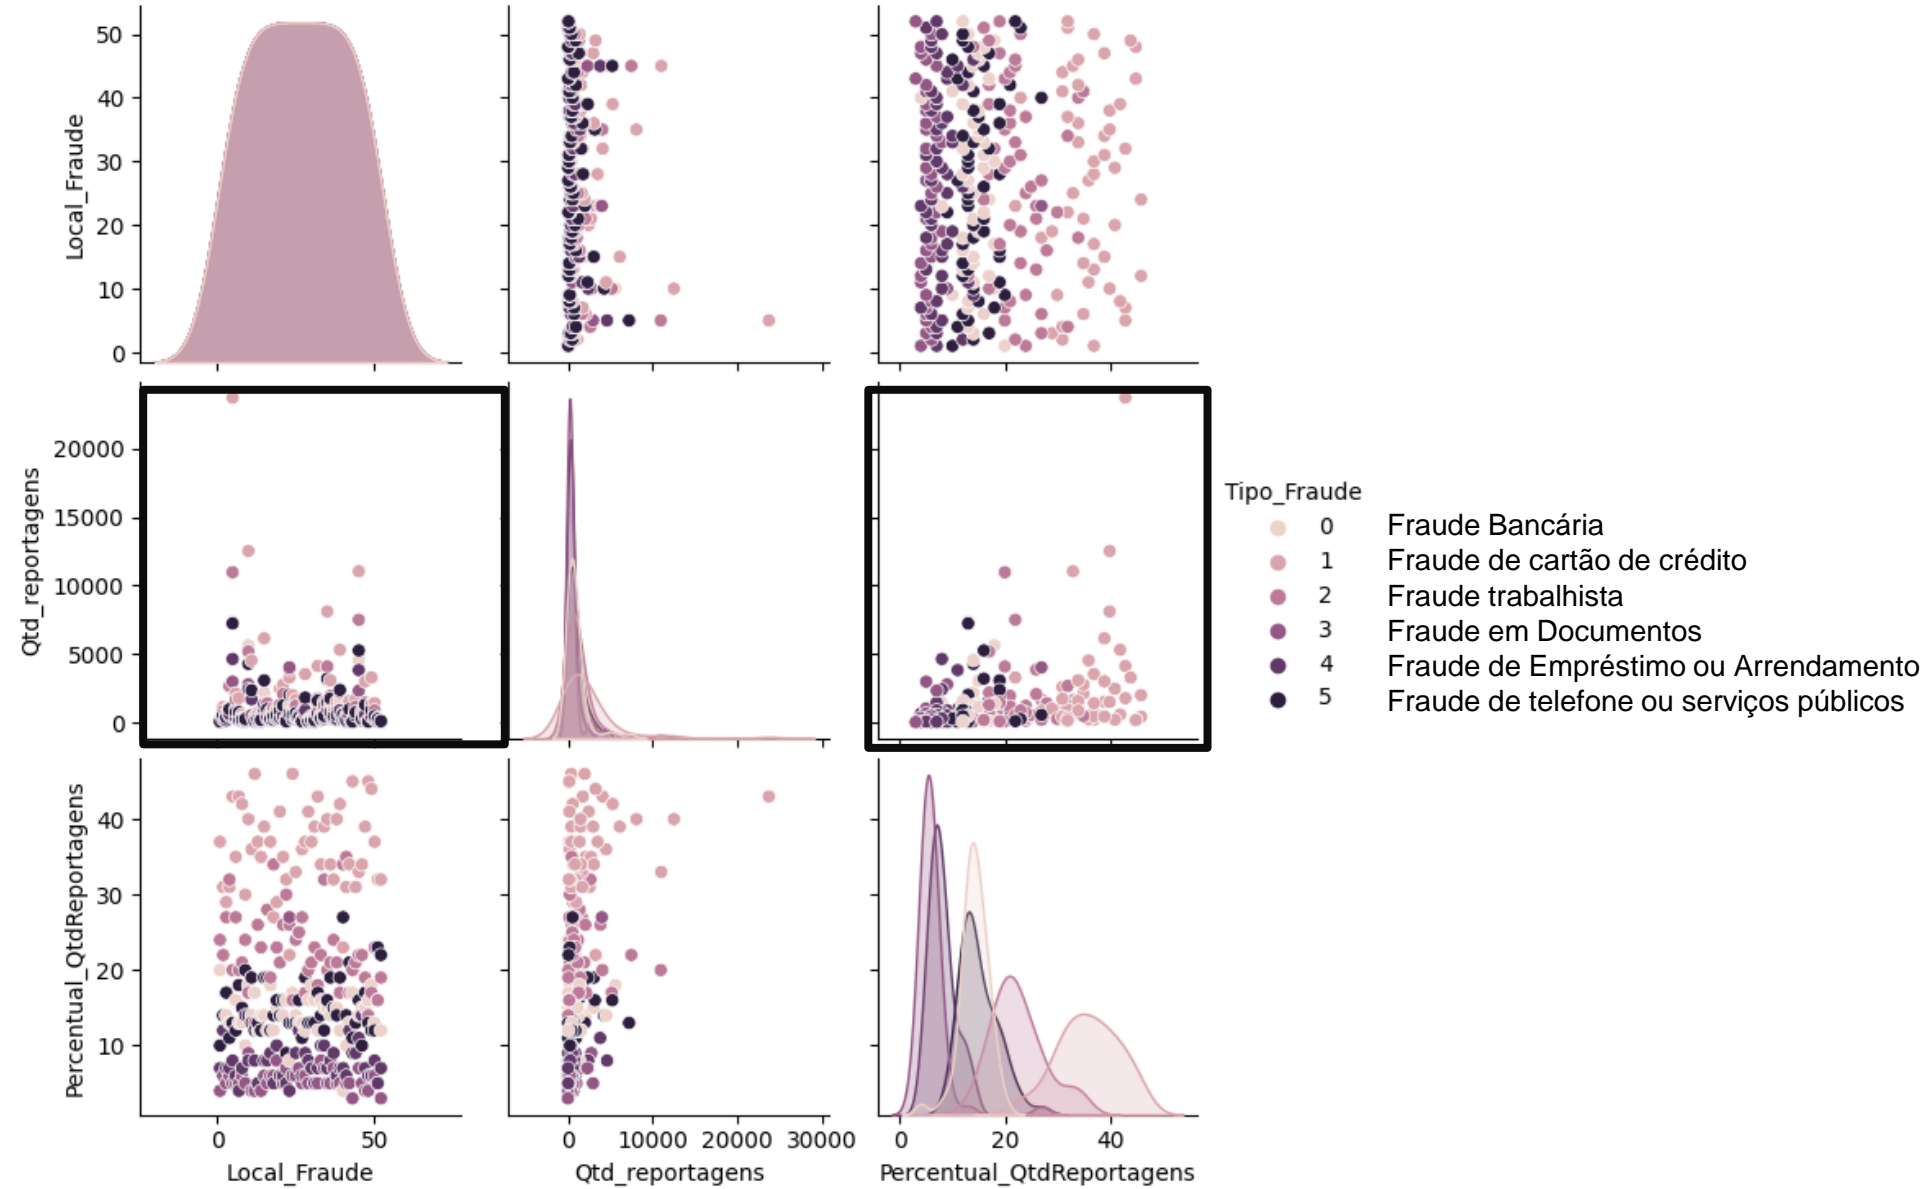 50
40
30
20
10
0
Local_Fraude
20000
15000
10000
5000
0
Qtd_reportagens
Tipo_Fraude
0 Fraude Bancária
1 Fraude de cartão de crédito
2 Fraude trabalhista
3 Fraude em Documentos
4 Fraude de Empréstimo ou Arrendamento
5 Fraude de telefone ou serviços públicos
40
30
20
10
Percentual_QtdReportagens
0 50
Local_Fraude
0 10000 20000 30000
Qtd_reportagens
0 20 40
Percentual_QtdReportagens